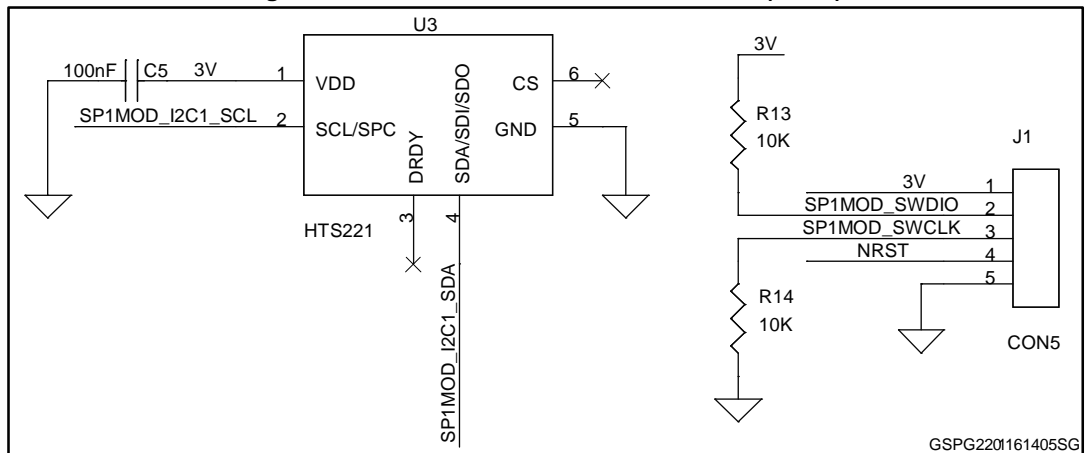 U3
100nF C5 3V 1 VDD CS 6
SP1MOD_I2C1_SCL 2 SCL/SPC GND 5
DRDY
SDA/SDI/SDO
3
4
HTS221
SP1MOD_I2C1_SDA
3V
R13
10K
J1
3V 1
SP1MOD_SWDIO 2
SP1MOD_SWCLK 3
NRST 4
5
R14
10K
CON5
GSPG2201161405SG